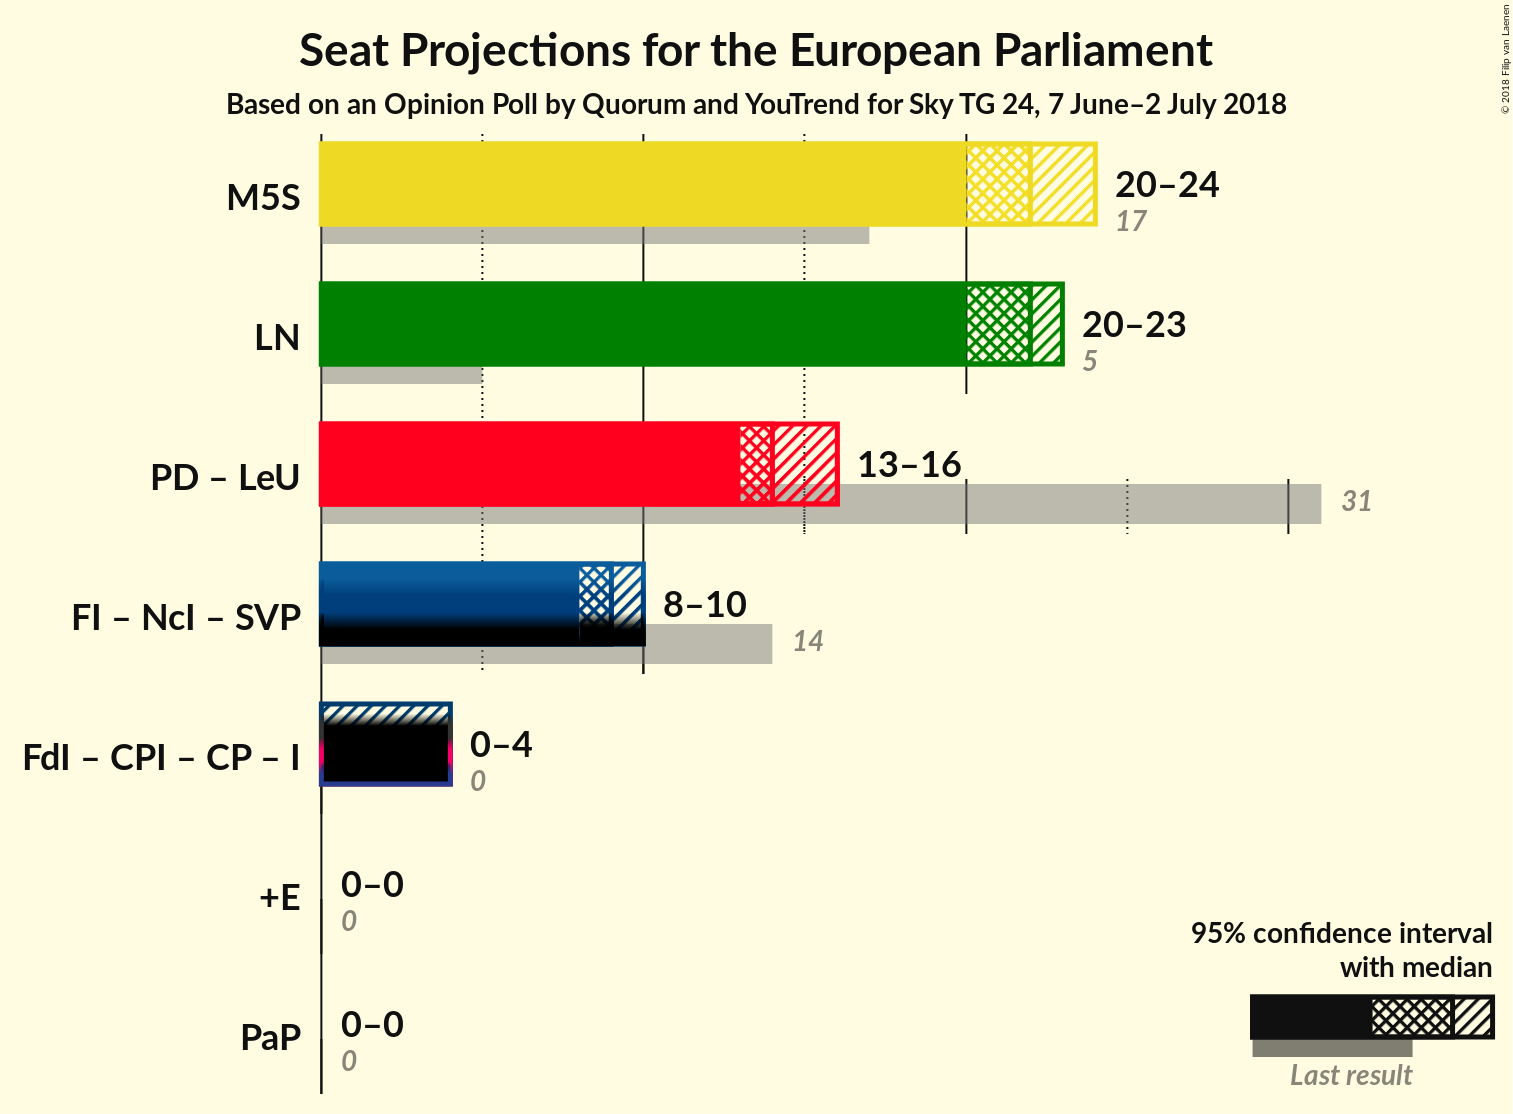 Seat Projections for the European Parliament
Based on an Opinion Poll by Quorum and YouTrend for Sky TG 24, 7 June–2 July 2018
© 2018 Filip van Laenen
M5S
20–24
17
LN
20–23
5
PD – LeU
13–16
31
FI – NcI – SVP
8–10
14
FdI – CPI – CP – I
0–4
0
+E
0–0
0
PaP
0–0
0
95% confidence interval
with median
Last result